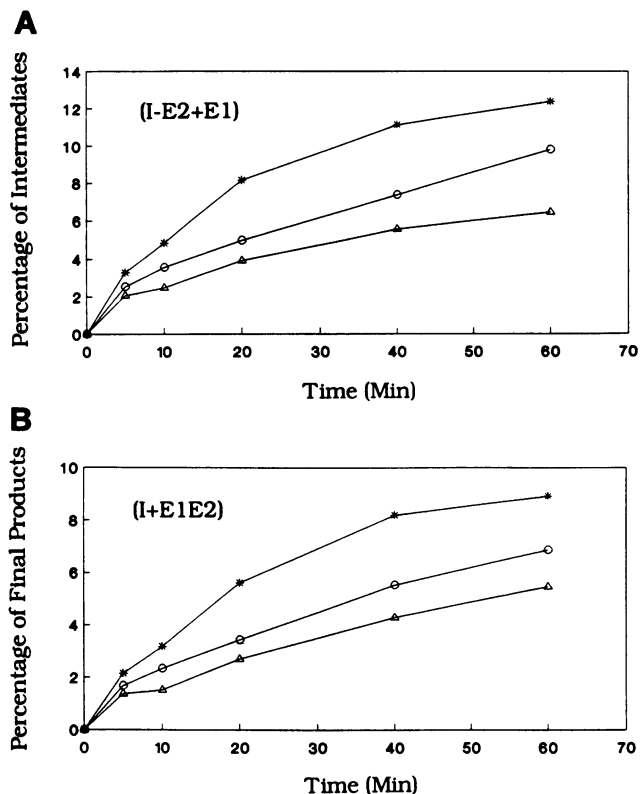 A
Percentage of Intermediates
14
12
10
8
6
4
2
0
(I-E2+E1)
0 10 20 30 40 50 60 70
Time (Min)
B
Percentage of Final Products
10
8
6
4
2
0
(I+E1E2)
0 10 20 30 40 50 60 70
Time (Min)